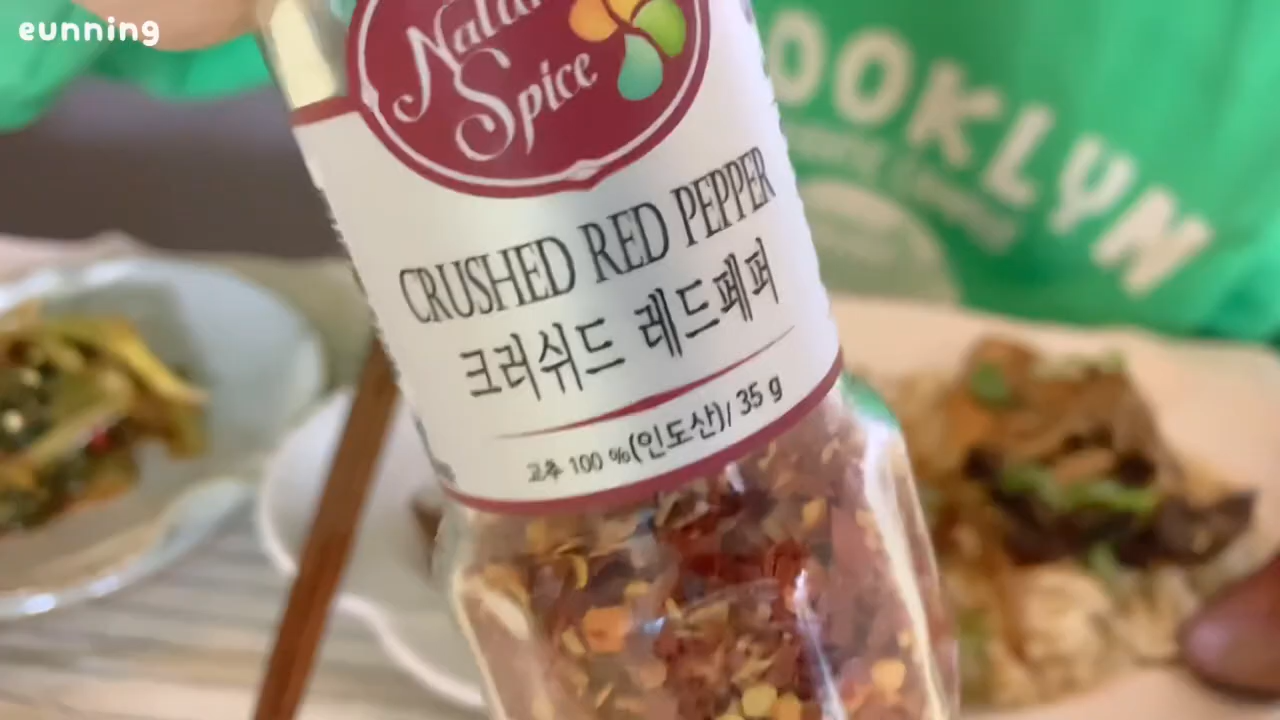 eunning
Natural
Spice
CRUSHED RED PEPPER
크러쉬드 레드페퍼
고추 100 %(인도산)/ 35 g
OOKLYN